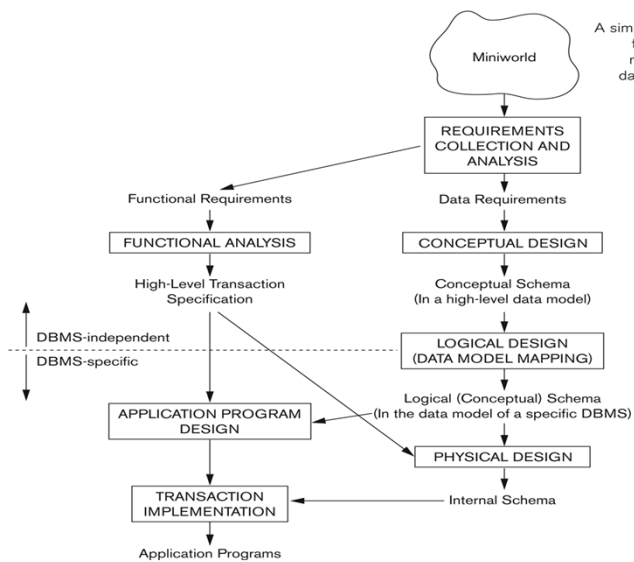 Miniworld
A sim
f
r
da
REQUIREMENTS
COLLECTION AND
ANALYSIS
Functional Requirements
Data Requirements
FUNCTIONAL ANALYSIS
CONCEPTUAL DESIGN
High-Level Transaction
Specification
Conceptual Schema
(In a high-level data model)
DBMS-independent
LOGICAL DESIGN
(DATA MODEL MAPPING)
DBMS-specific
Logical (Conceptual) Schema
(In the data model of a specific DBMS)
APPLICATION PROGRAM
DESIGN
PHYSICAL DESIGN
TRANSACTION
IMPLEMENTATION
Internal Schema
Application Programs